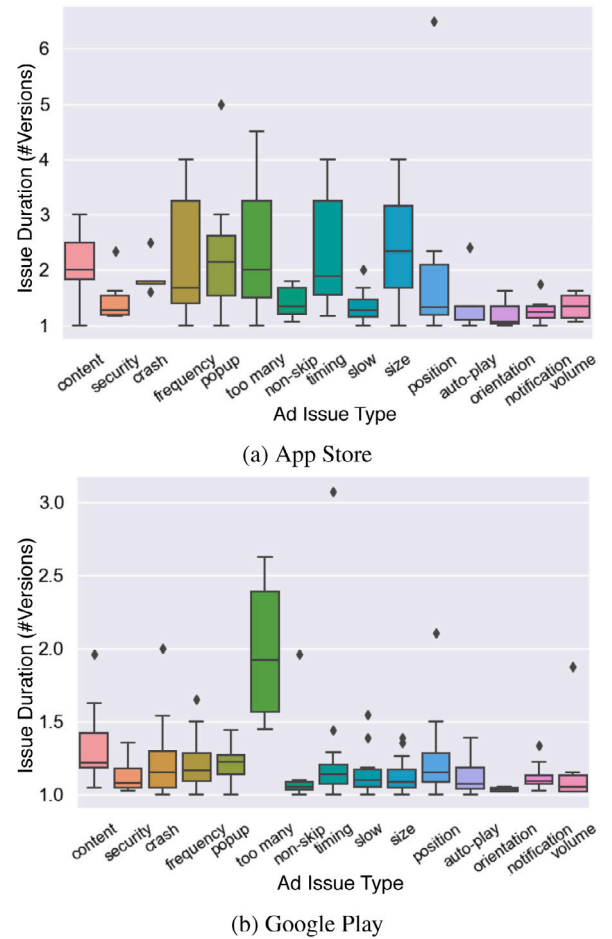 6
5
4
3
2
1
Issue Duration (#Versions)
content
security
crash
frequency
popup
too many
non-skip
timing
slow
size
position
auto-play
orientation
notification
volume
Ad Issue Type
(a) App Store
3.0
2.5
2.0
1.5
1.0
Issue Duration (#Versions)
content
security
crash
frequency
popup
too many
non-skip
timing
slow
size
position
auto-play
orientation
notification
volume
Ad Issue Type
(b) Google Play